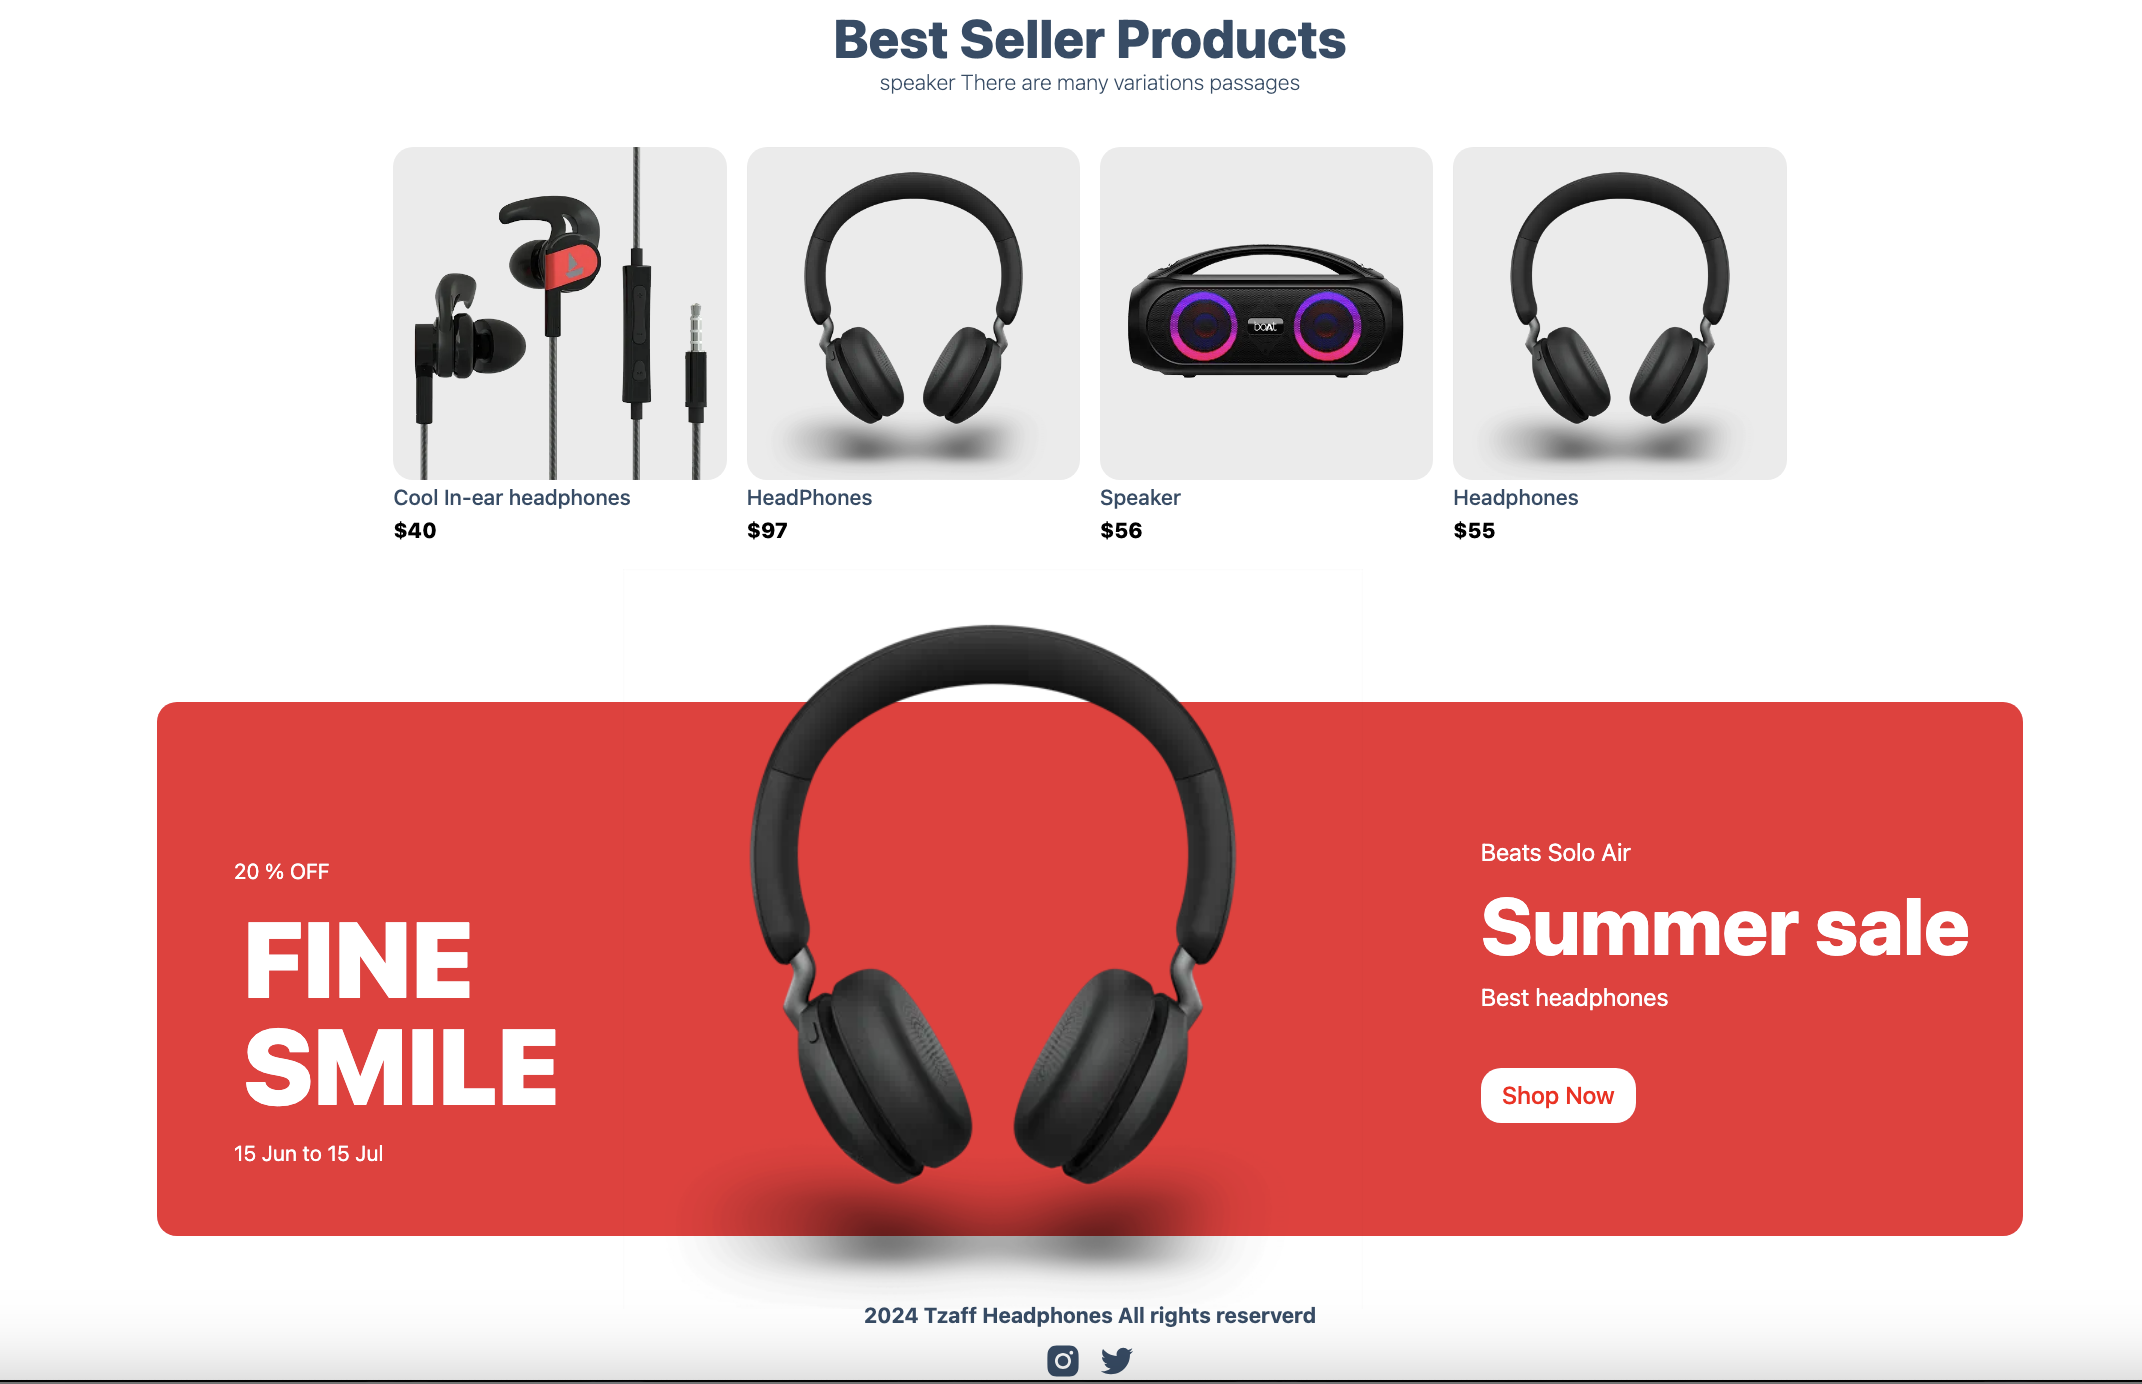 Best Seller Products
speaker There are many variations passages
boAt
Cool In-ear headphones
$40
HeadPhones
$97
Speaker
$56
Headphones
$55
20 % OFF
FINE
SMILE
15 Jun to 15 Jul
Beats Solo Air
Summer sale
Best headphones
Shop Now
2024 Tzaff Headphones All rights reserverd